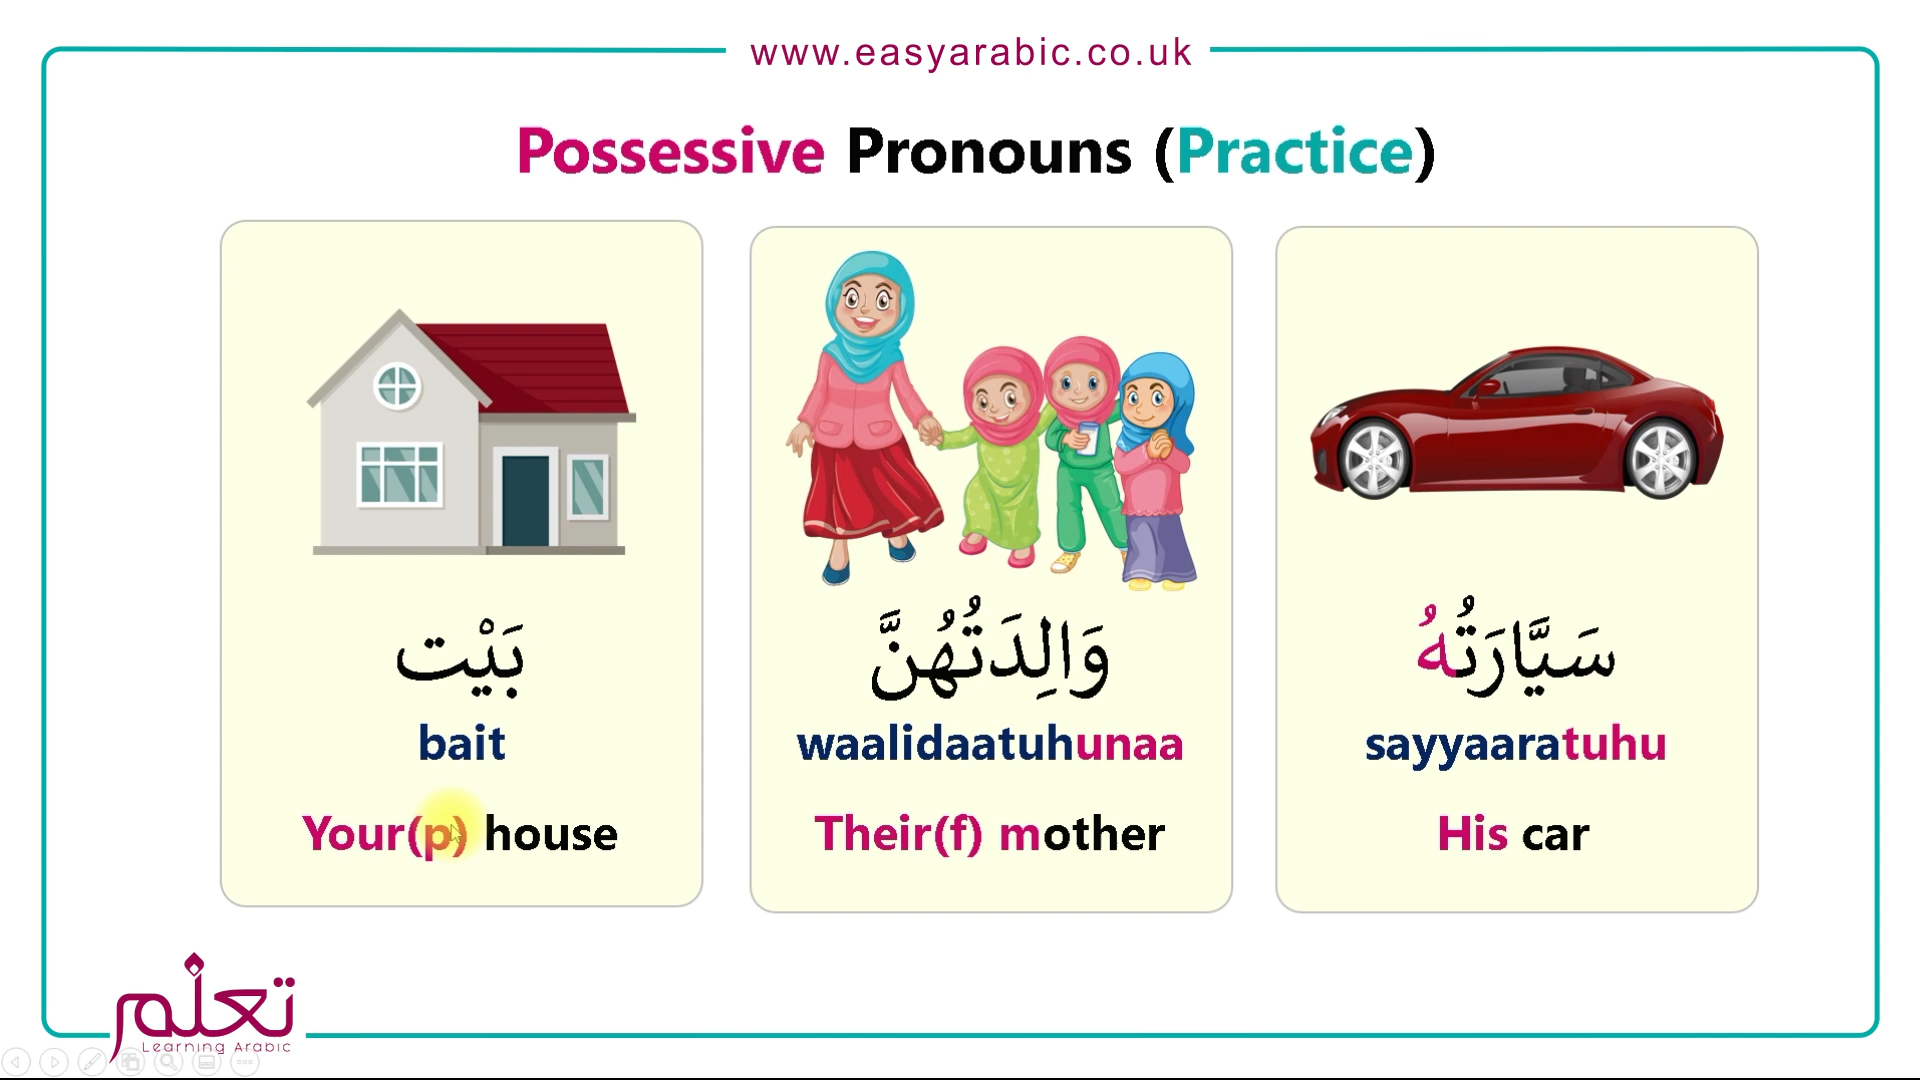 www.easyarabic.co.uk
Possessive Pronouns (Practice)
بَيْت
bait
Your(p) house
وَالِدَتُهُنَّ
waalidaatuhunaa
Their(f) mother
سَيَّارَتُهُ
sayyaaratuhu
His car
تعلم
Learning Arabic